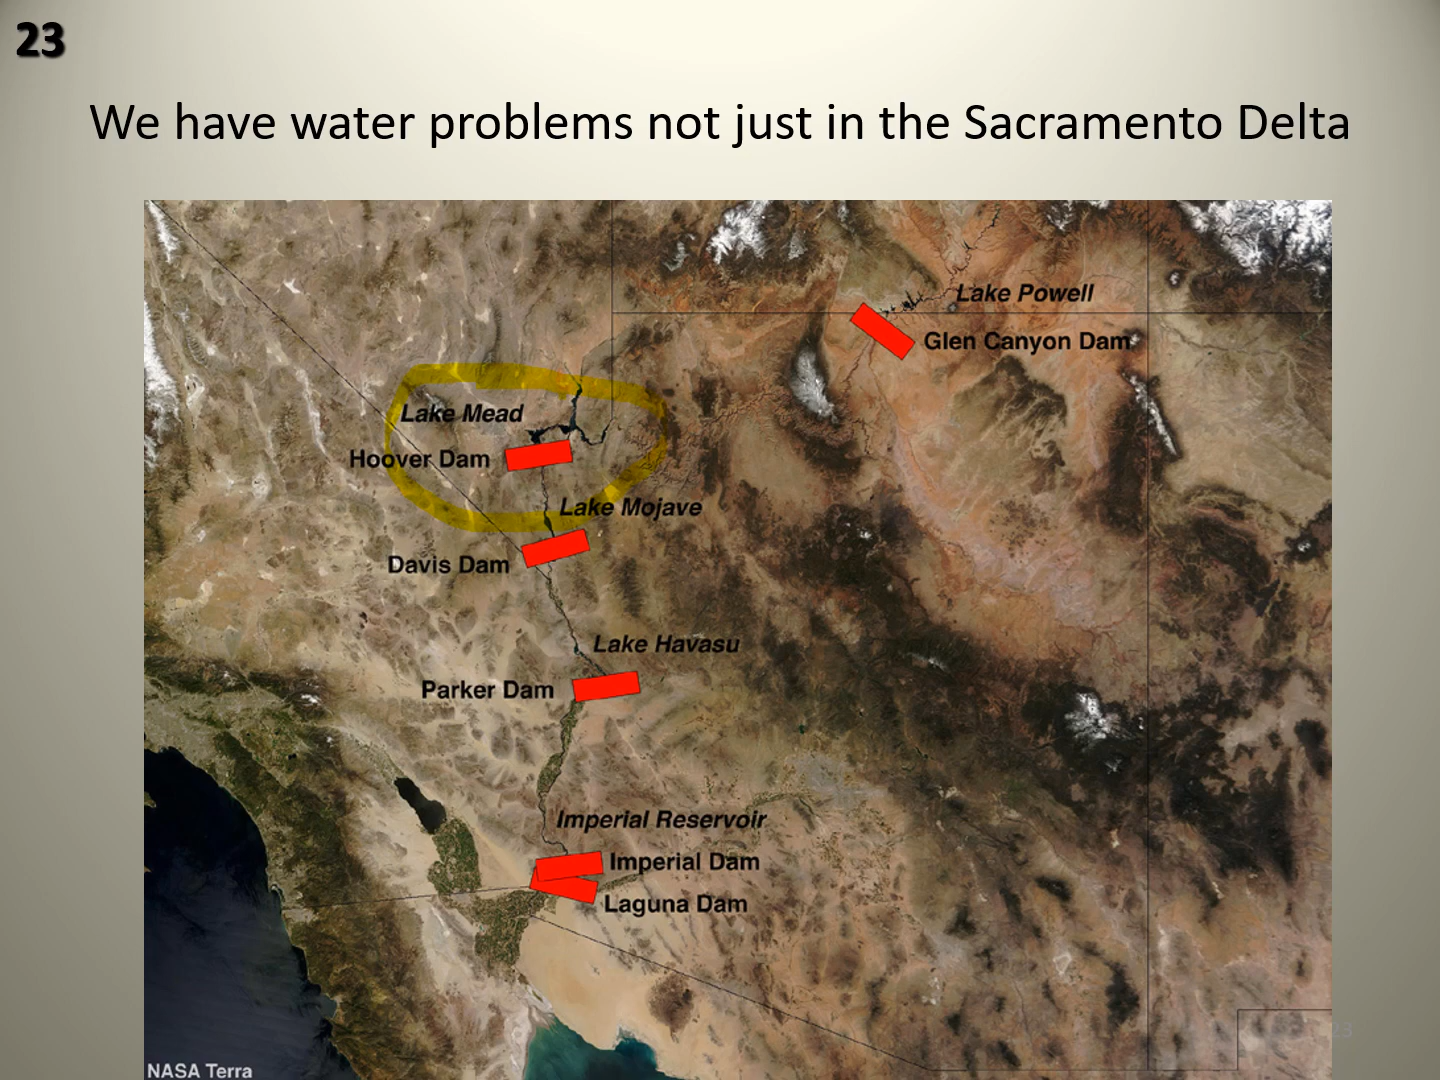 23
We have water problems not just in the Sacramento Delta
Lake Powell
Glen Canyon Dam
Lake Mead
Hoover Dam
Lake Mojave
Davis Dam
Lake Havasu
Parker Dam
Imperial Reservoir
Imperial Dam
Laguna Dam
23
NASA Terra